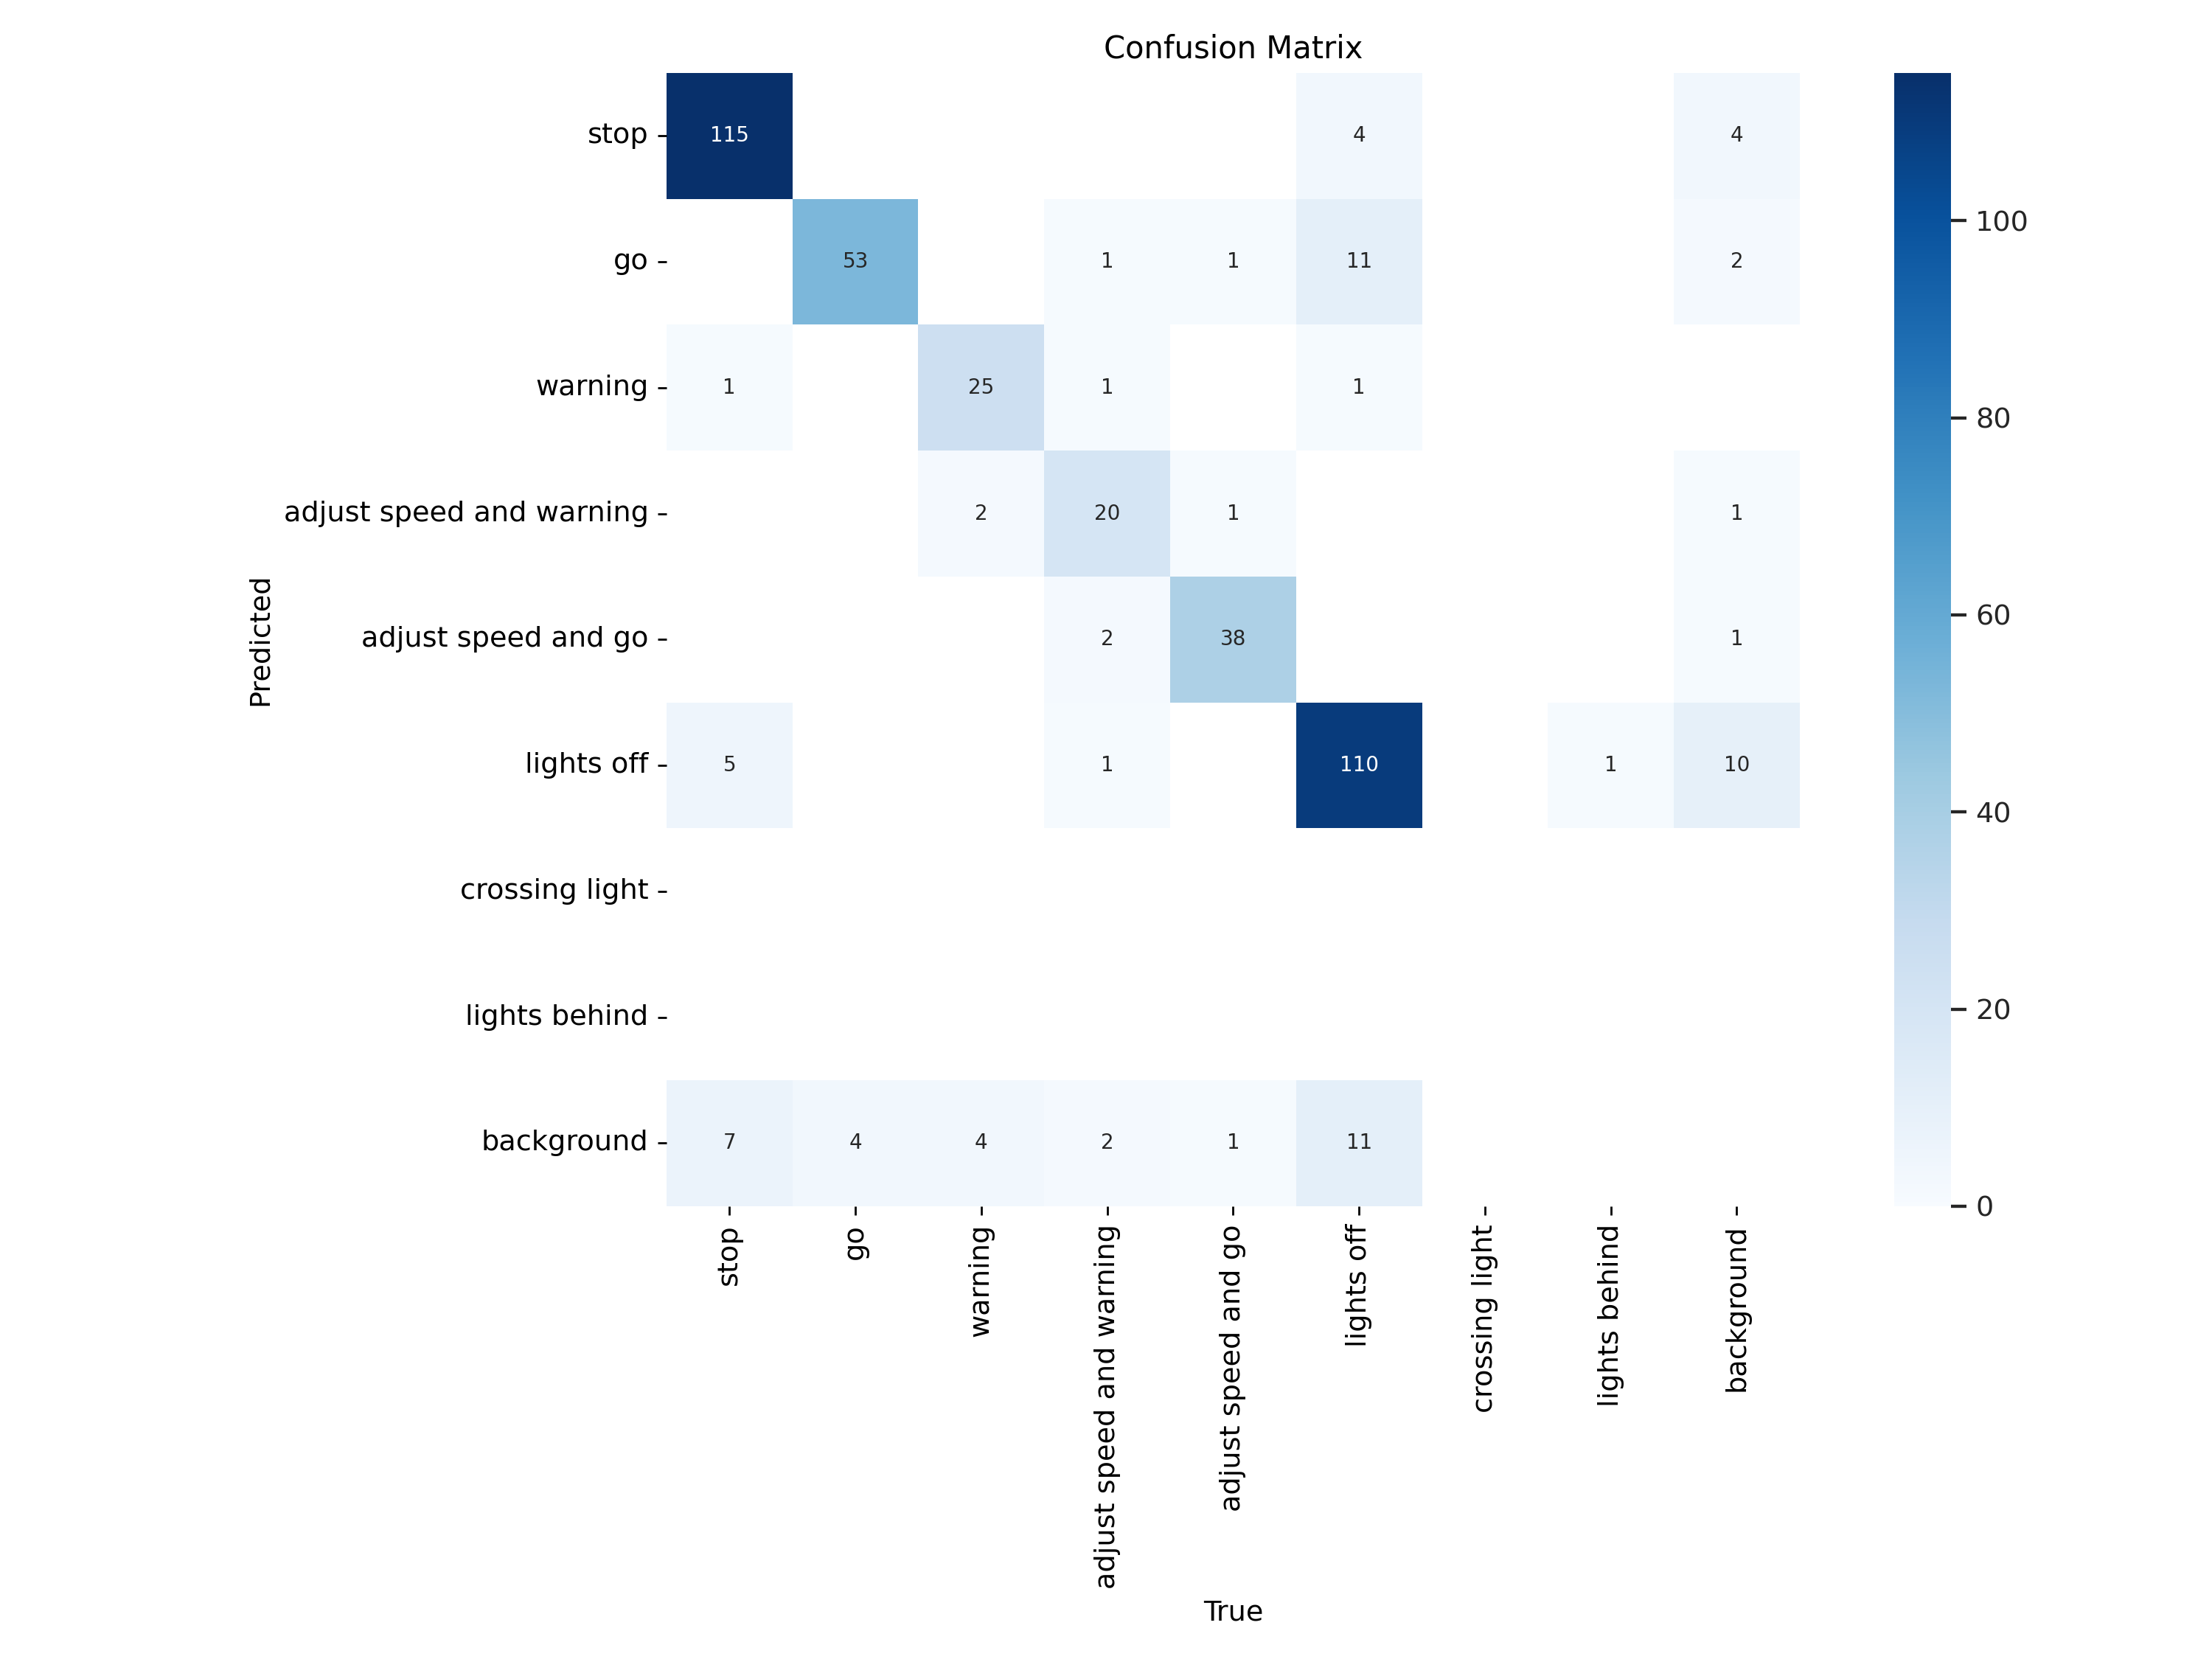 Confusion Matrix
stop 115 4 4
go 53 1 1 11 2
warning 1 25 1 1
adjust speed and warning 2 20 1 1
adjust speed and go 2 38 1
lights off 5 1 110 1 10
crossing light
lights behind
background 7 4 4 2 1 11
Predicted
stop
go
warning
adjust speed and warning
adjust speed and go
lights off
crossing light
lights behind
background
True
100
80
60
40
20
0